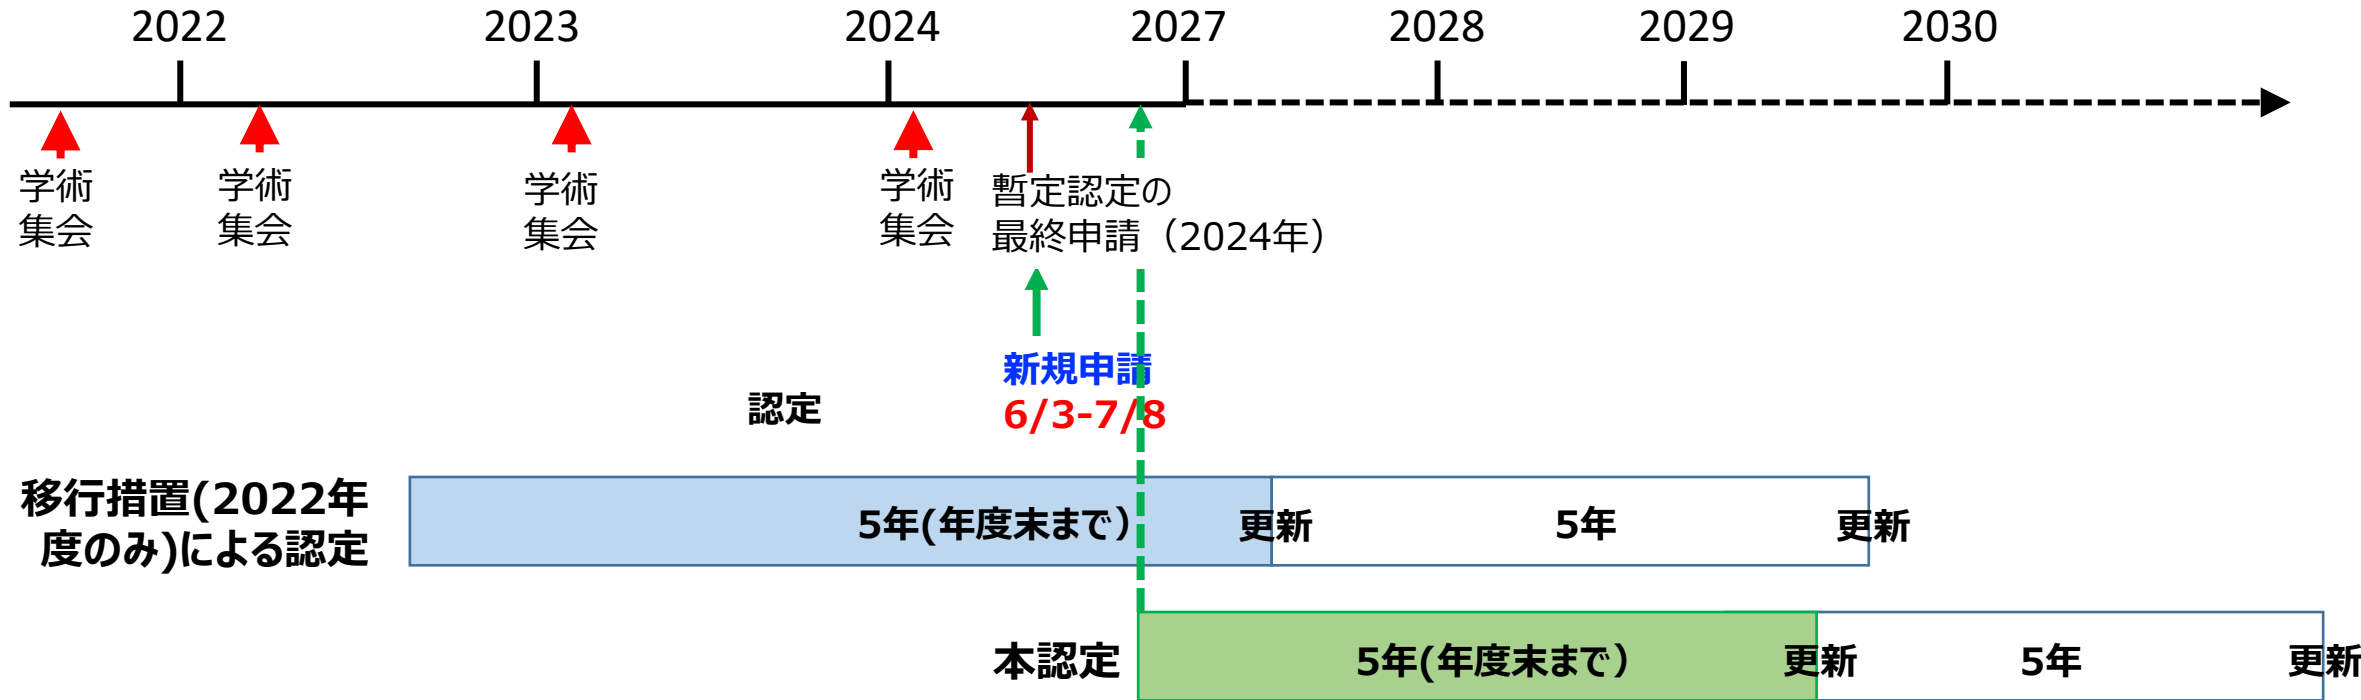 2022
2023
2024
2027
2028
2029
2030
学術
集会
学術
集会
学術
集会
学術
集会
暫定認定の
最終申請（2024年）
新規申請
6/3-7/8
認定
移行措置(2022年
度のみ)による認定
5年(年度末まで）
更新
5年
更新
本認定
5年(年度末まで）
更新
5年
更新